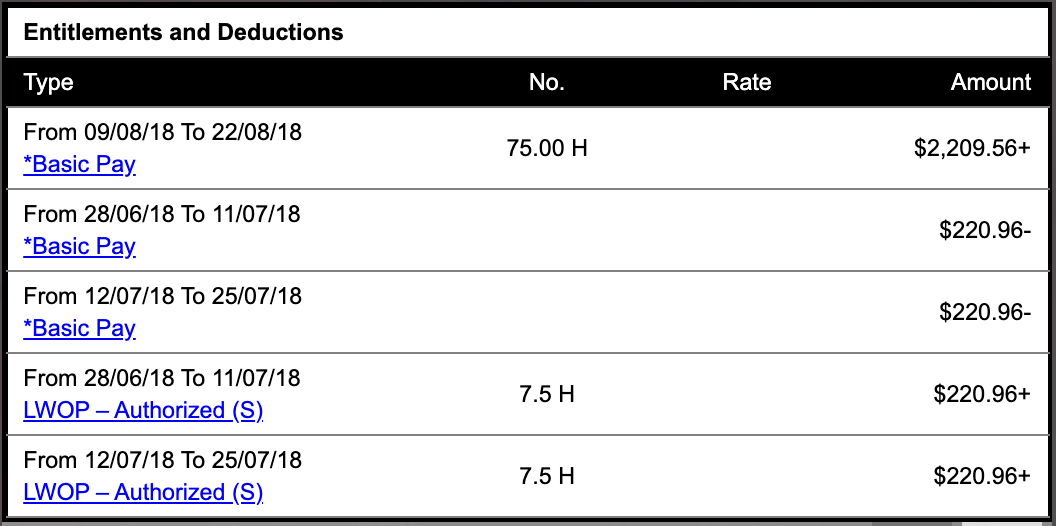 Entitlements and Deductions
Type No. Rate Amount
From 09/08/18 To 22/08/18
*Basic Pay 75.00 H $2,209.56+
From 28/06/18 To 11/07/18
*Basic Pay $220.96-
From 12/07/18 To 25/07/18
*Basic Pay $220.96-
From 28/06/18 To 11/07/18
LWOP – Authorized (S) 7.5 H $220.96+
From 12/07/18 To 25/07/18
LWOP – Authorized (S) 7.5 H $220.96+